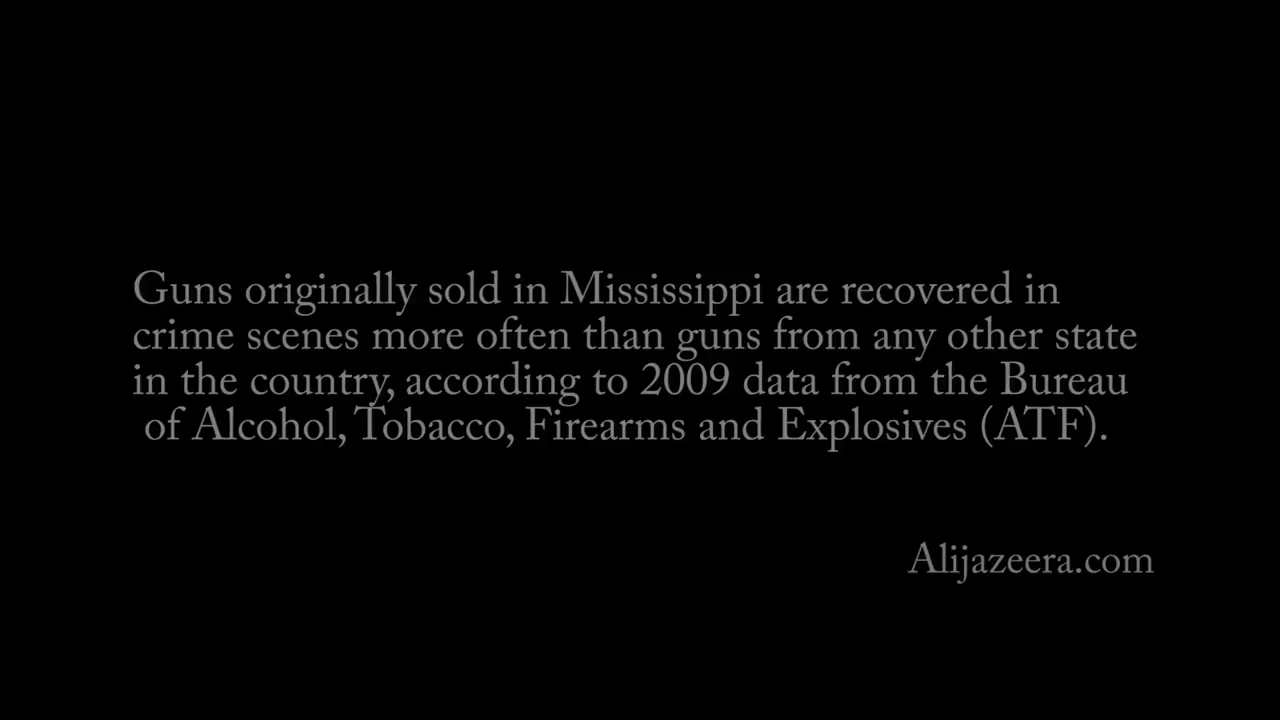 Guns originally sold in Mississippi are recovered in
crime scenes more often than guns from any other state
in the country, according to 2009 data from the Bureau
of Alcohol, Tobacco, Firearms and Explosives (ATF).
Alijazeera.com